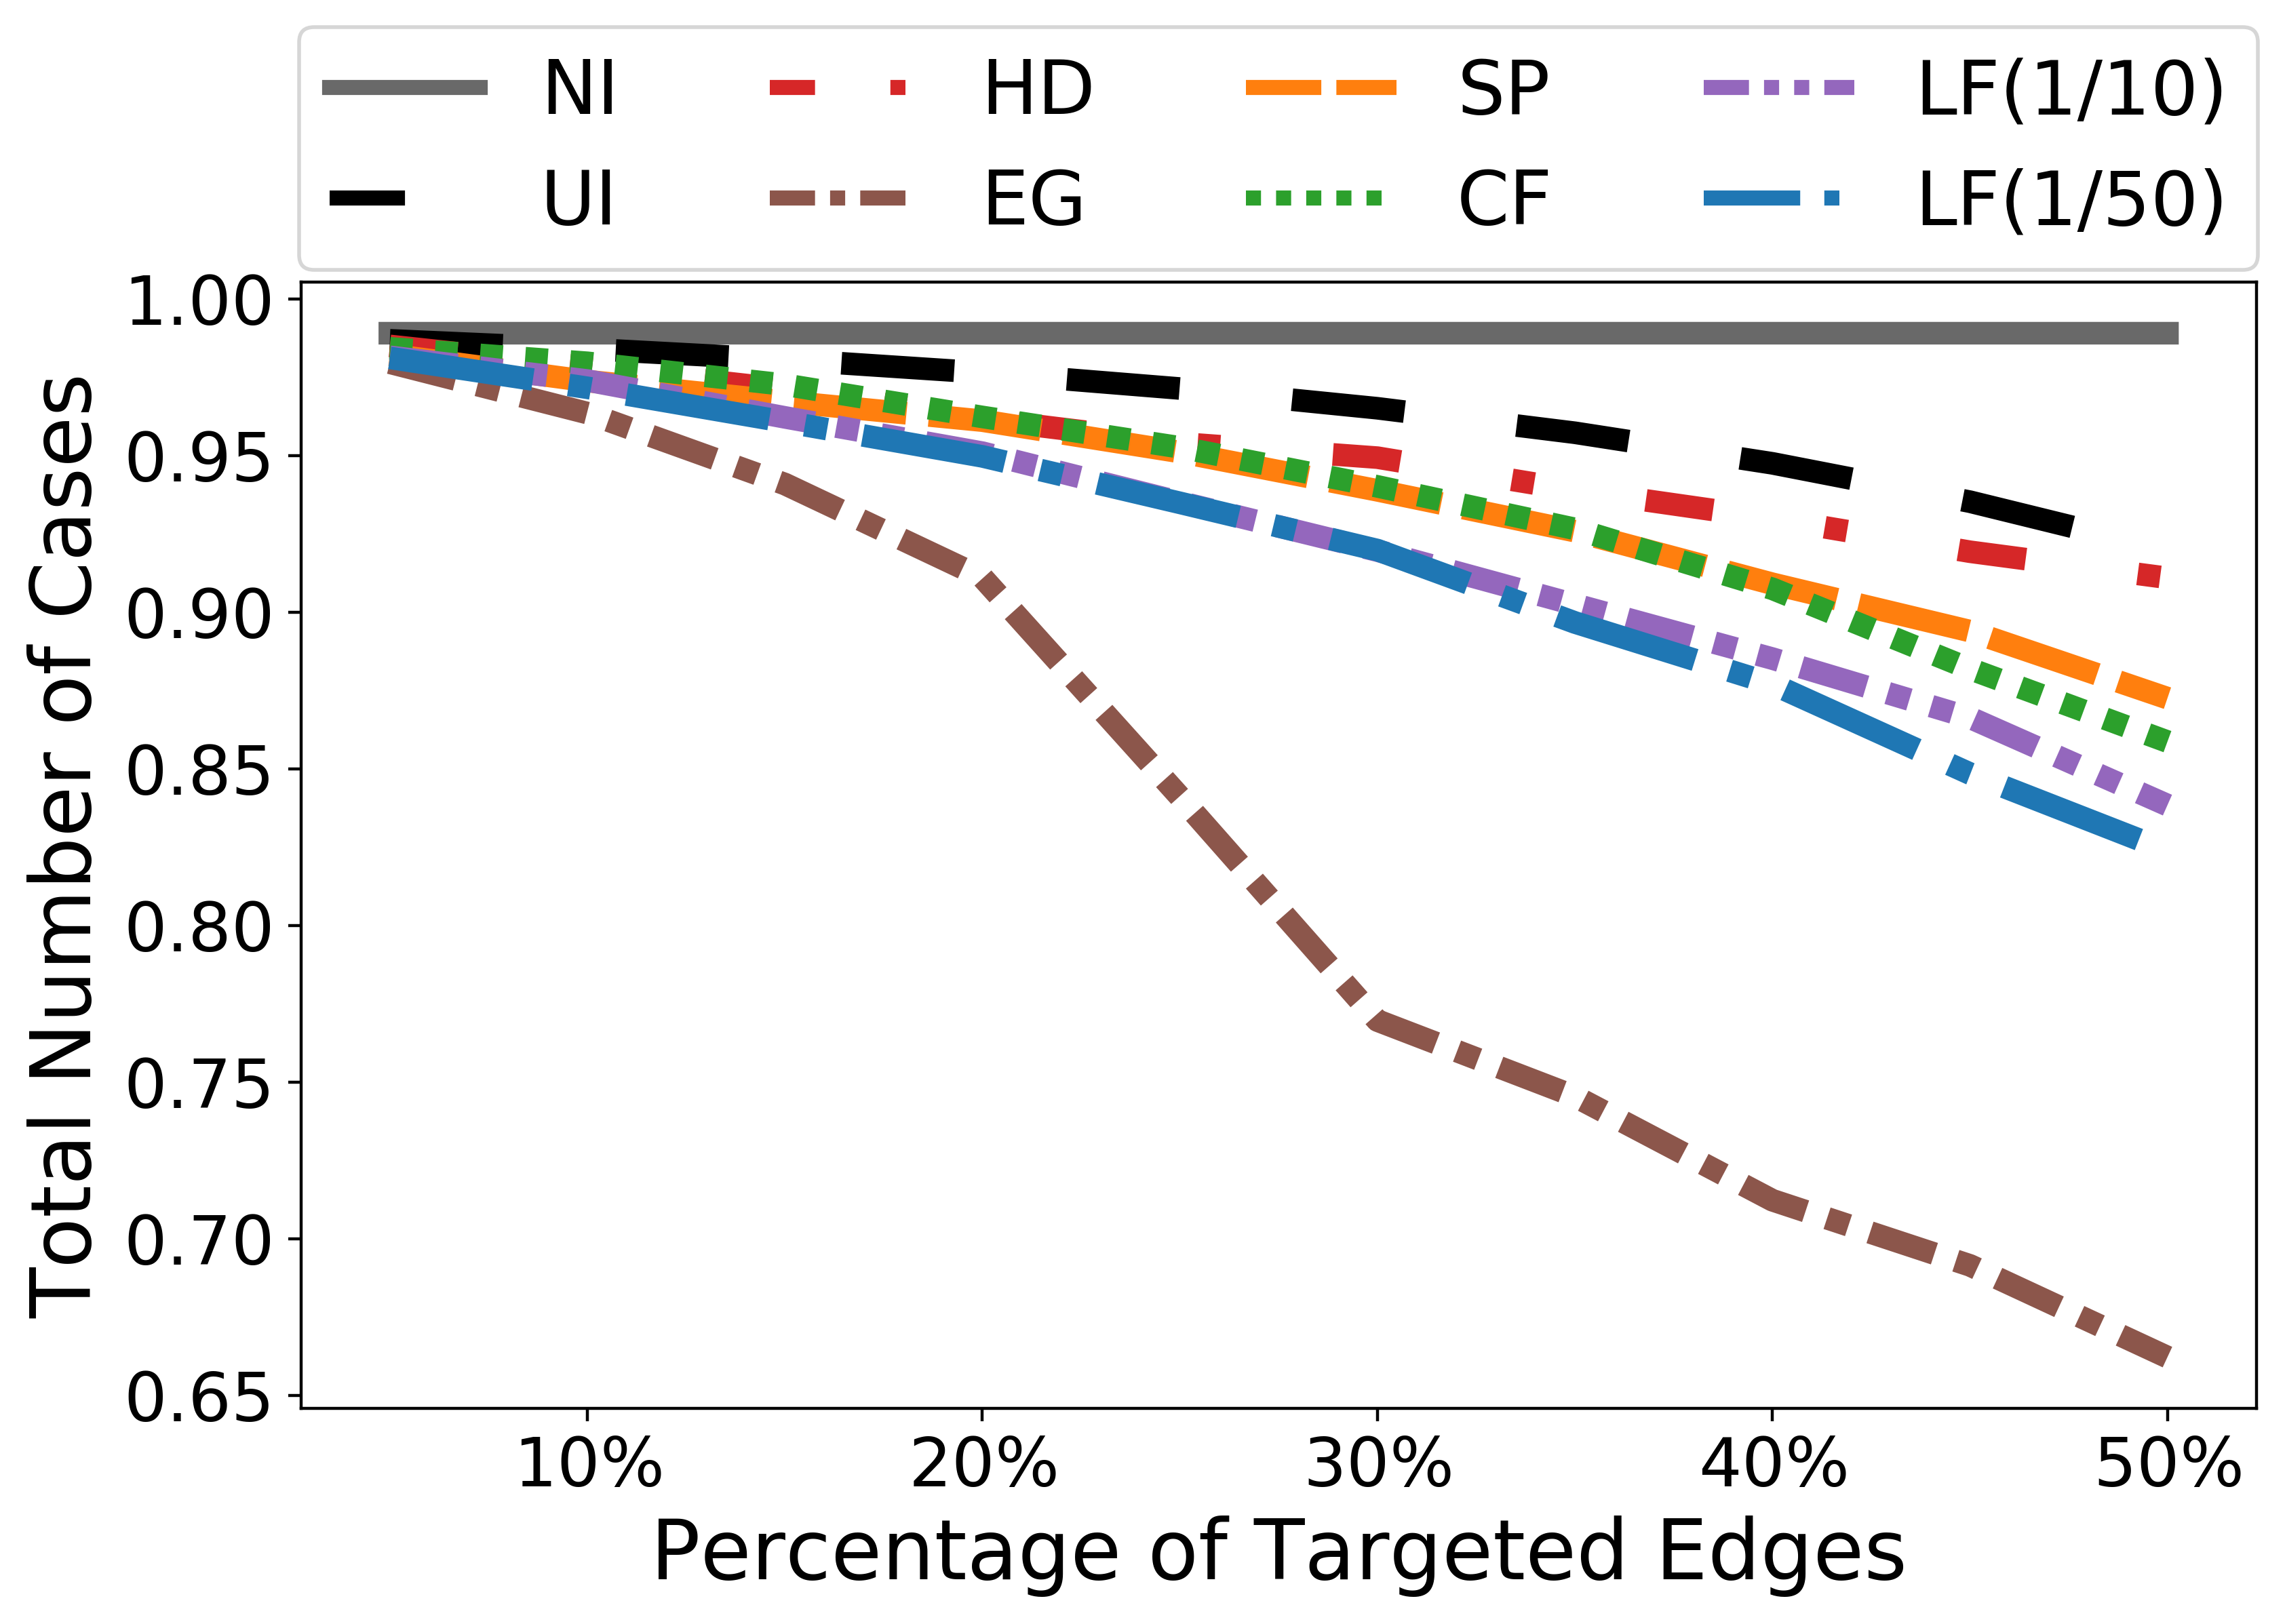 NI HD SP LF(1/10)
UI EG CF LF(1/50)
Total Number of Cases
1.00
0.95
0.90
0.85
0.80
0.75
0.70
0.65
10% 20% 30% 40% 50%
Percentage of Targeted Edges